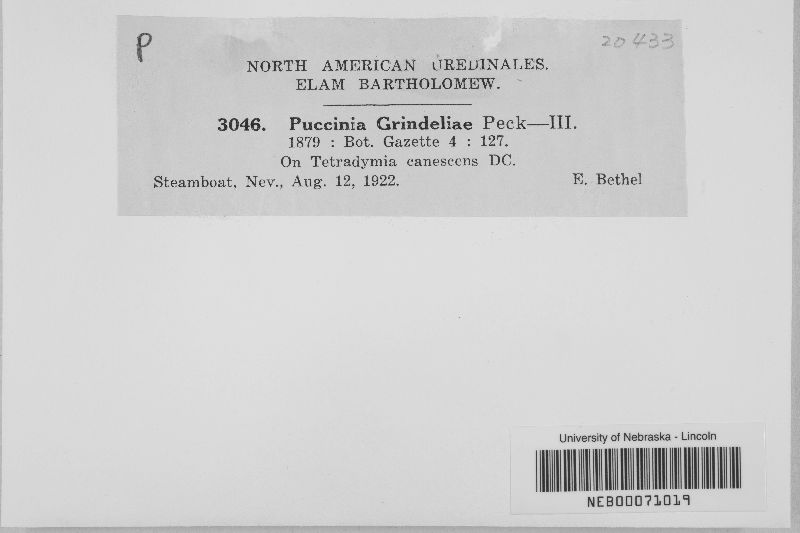 P
20433
NORTH AMERICAN UREDINALES.
ELAM BARTHOLOMEW.
3046. Puccinia Grindeliae Peck—III.
1879 : Bot. Gazette 4 : 127.
On Tetradymia canescens DC.
Steamboat, Nev., Aug. 12, 1922. E. Bethel
University of Nebraska - Lincoln
NEB00071019